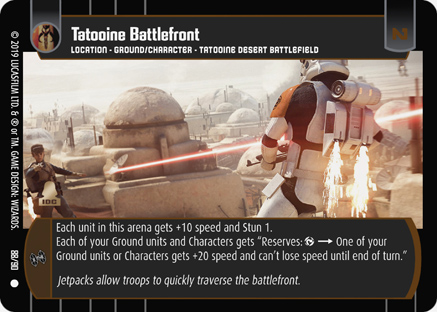 Tatooine Battlefront
LOCATION - GROUND/CHARACTER - TATOOINE DESERT BATTLEFIELD
Each unit in this arena gets +10 speed and Stun 1.
Each of your Ground units and Characters gets "Reserves: → One of your
Ground units or Characters gets +20 speed and can't lose speed until end of turn."
Jetpacks allow troops to quickly traverse the battlefront.
© 2019 LUCASFILM LTD. & ® or TM. GAME DESIGN: WIZARDS.